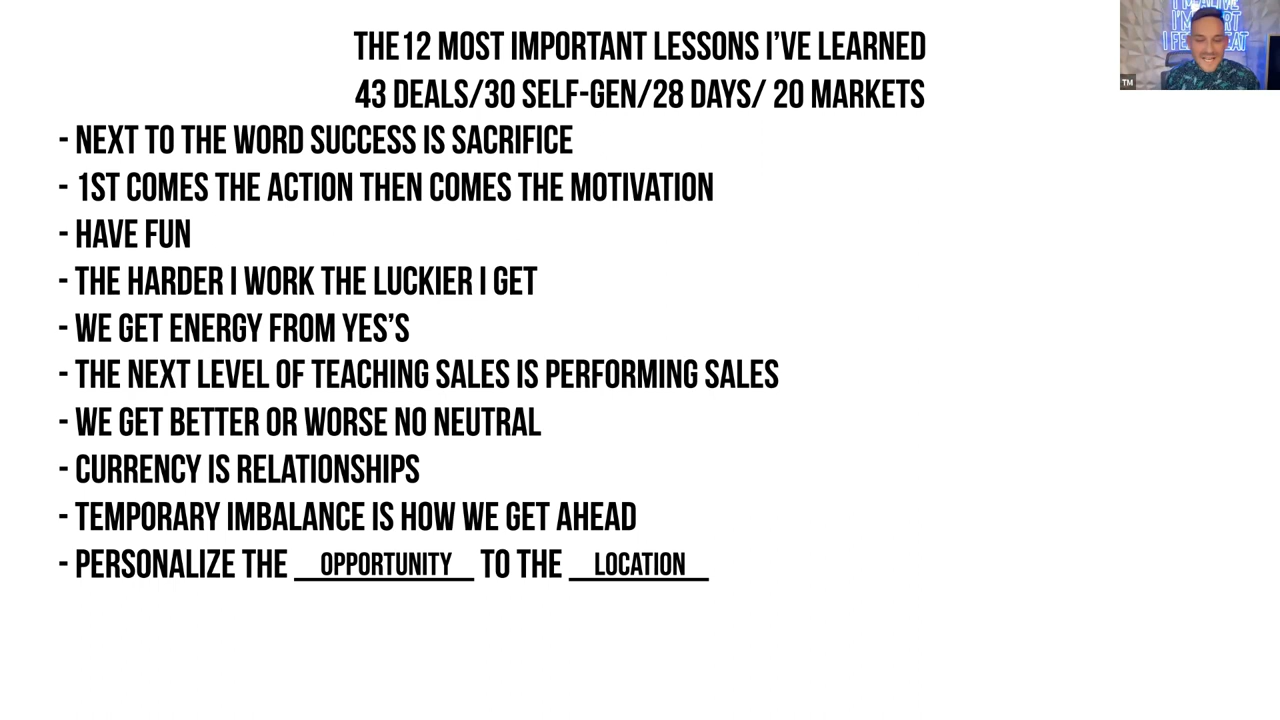 THE12 MOST IMPORTANT LESSONS I'VE LEARNED
43 DEALS/30 SELF-GEN/28 DAYS/ 20 MARKETS
- NEXT TO THE WORD SUCCESS IS SACRIFICE
- 1ST COMES THE ACTION THEN COMES THE MOTIVATION
- HAVE FUN
- THE HARDER I WORK THE LUCKIER I GET
- WE GET ENERGY FROM YES'S
- THE NEXT LEVEL OF TEACHING SALES IS PERFORMING SALES
- WE GET BETTER OR WORSE NO NEUTRAL
- CURRENCY IS RELATIONSHIPS
- TEMPORARY IMBALANCE IS HOW WE GET AHEAD
- PERSONALIZE THE OPPORTUNITY TO THE LOCATION
TM